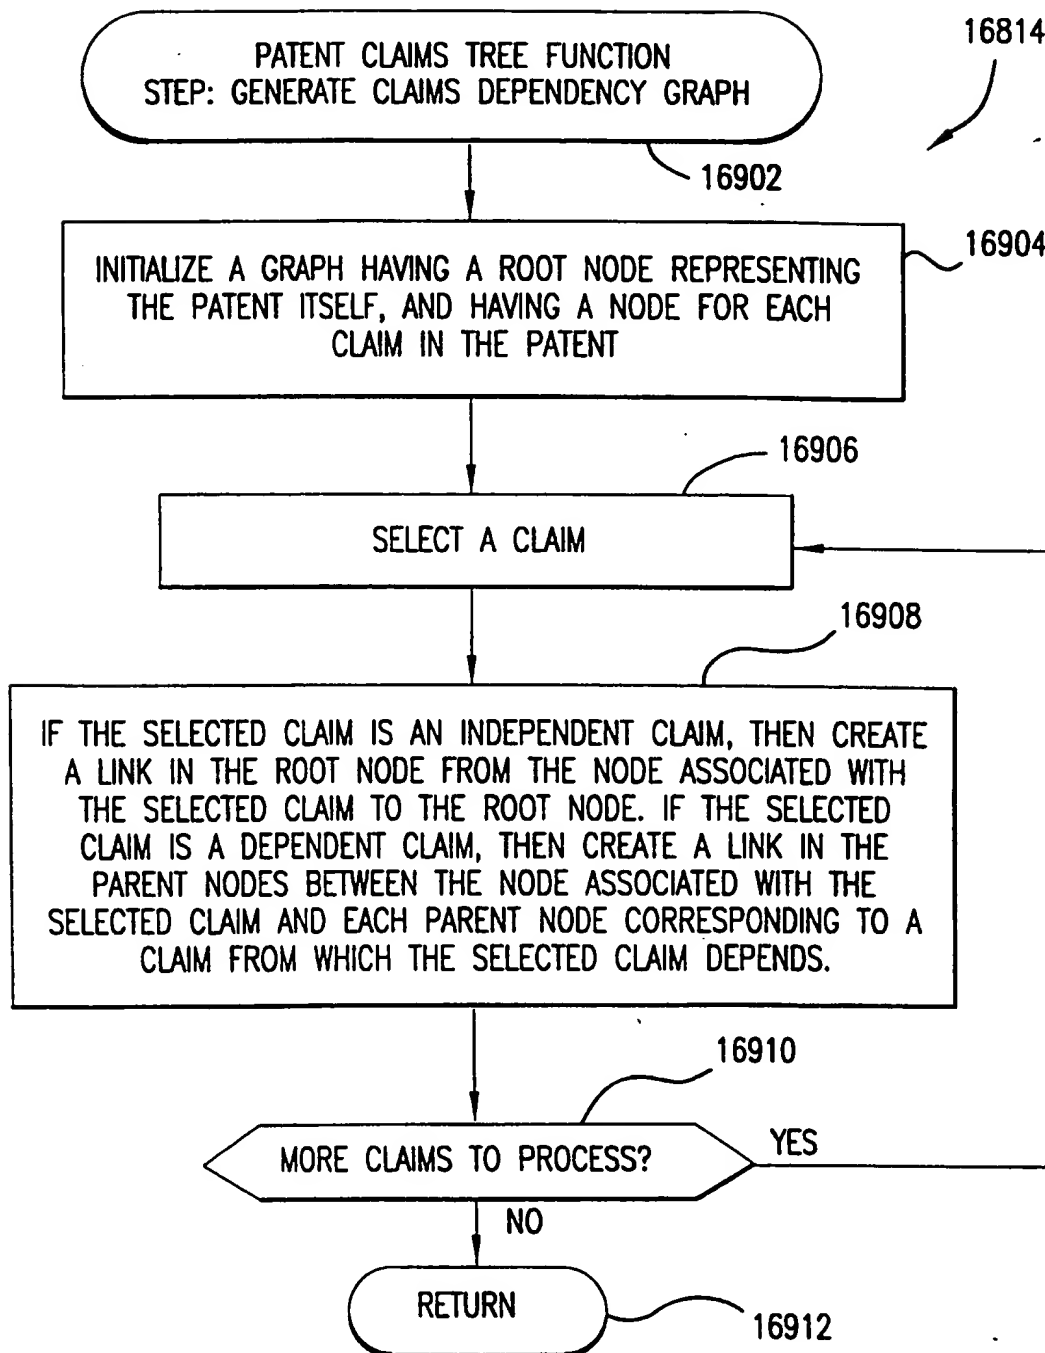 16814
PATENT CLAIMS TREE FUNCTION
STEP: GENERATE CLAIMS DEPENDENCY GRAPH
16902
16904
INITIALIZE A GRAPH HAVING A ROOT NODE REPRESENTING
THE PATENT ITSELF, AND HAVING A NODE FOR EACH
CLAIM IN THE PATENT
16906
SELECT A CLAIM
16908
IF THE SELECTED CLAIM IS AN INDEPENDENT CLAIM, THEN CREATE
A LINK IN THE ROOT NODE FROM THE NODE ASSOCIATED WITH
THE SELECTED CLAIM TO THE ROOT NODE. IF THE SELECTED
CLAIM IS A DEPENDENT CLAIM, THEN CREATE A LINK IN THE
PARENT NODES BETWEEN THE NODE ASSOCIATED WITH THE
SELECTED CLAIM AND EACH PARENT NODE CORRESPONDING TO A
CLAIM FROM WHICH THE SELECTED CLAIM DEPENDS.
16910
MORE CLAIMS TO PROCESS?
YES
NO
RETURN
16912